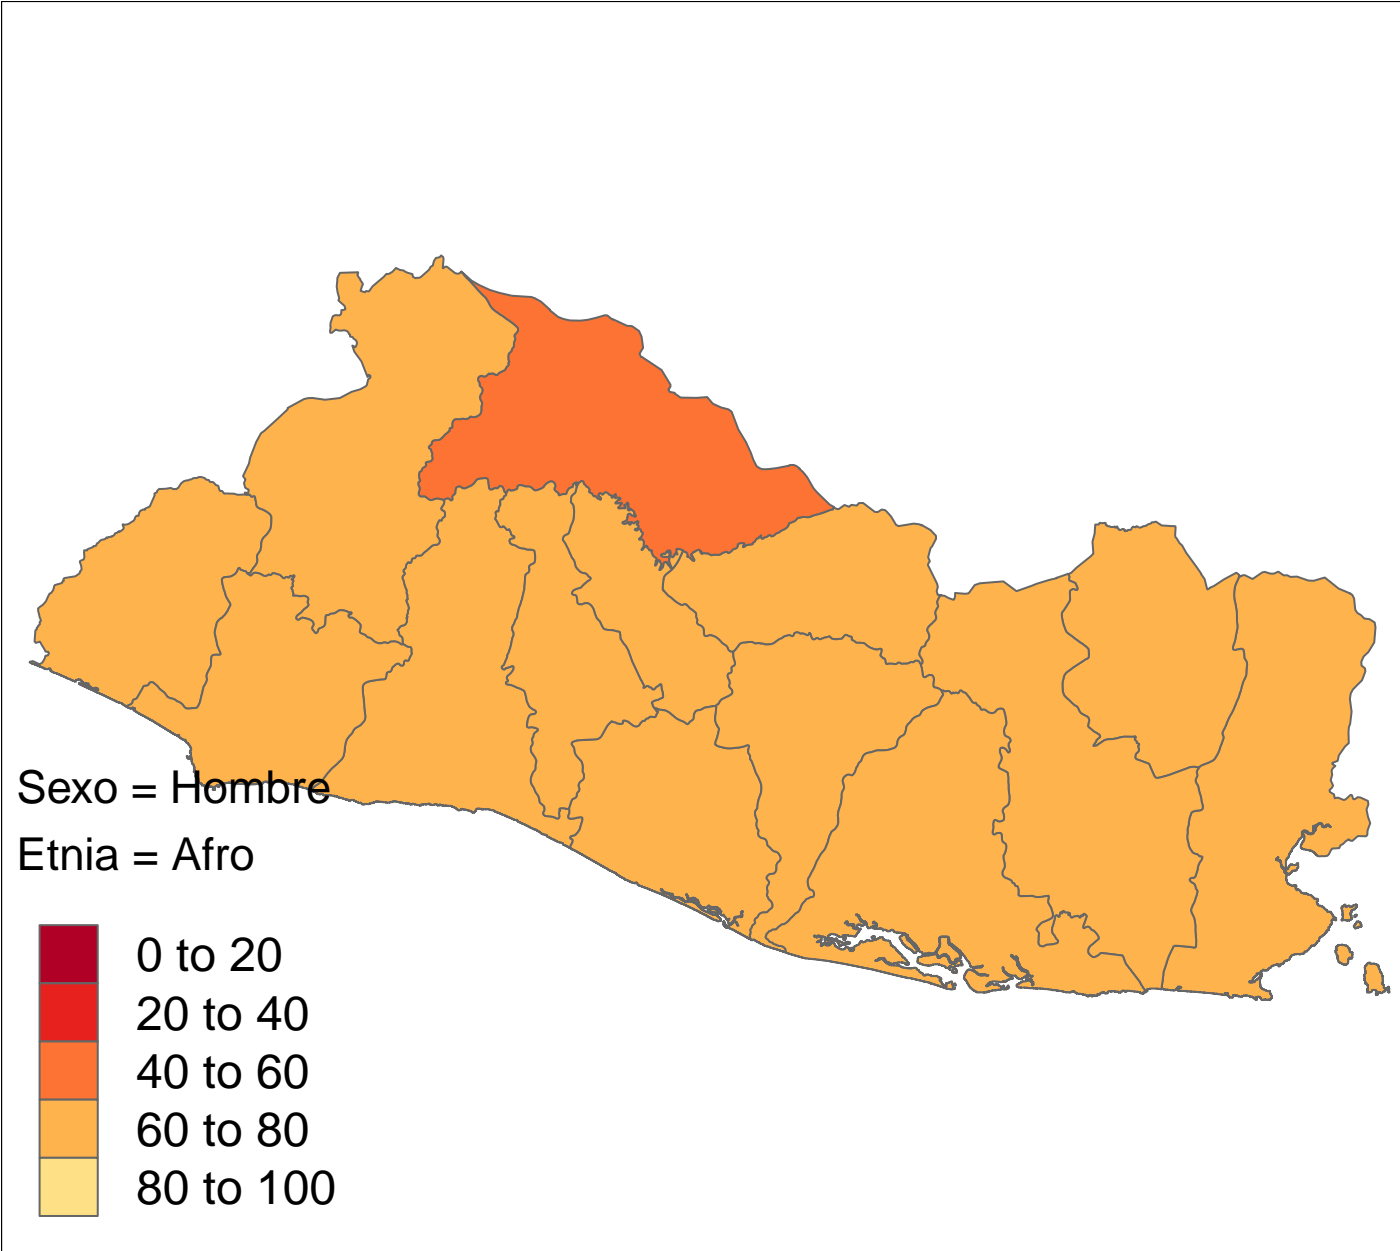 Sexo = Hombre
Etnia = Afro
0 to 20
20 to 40
40 to 60
60 to 80
80 to 100